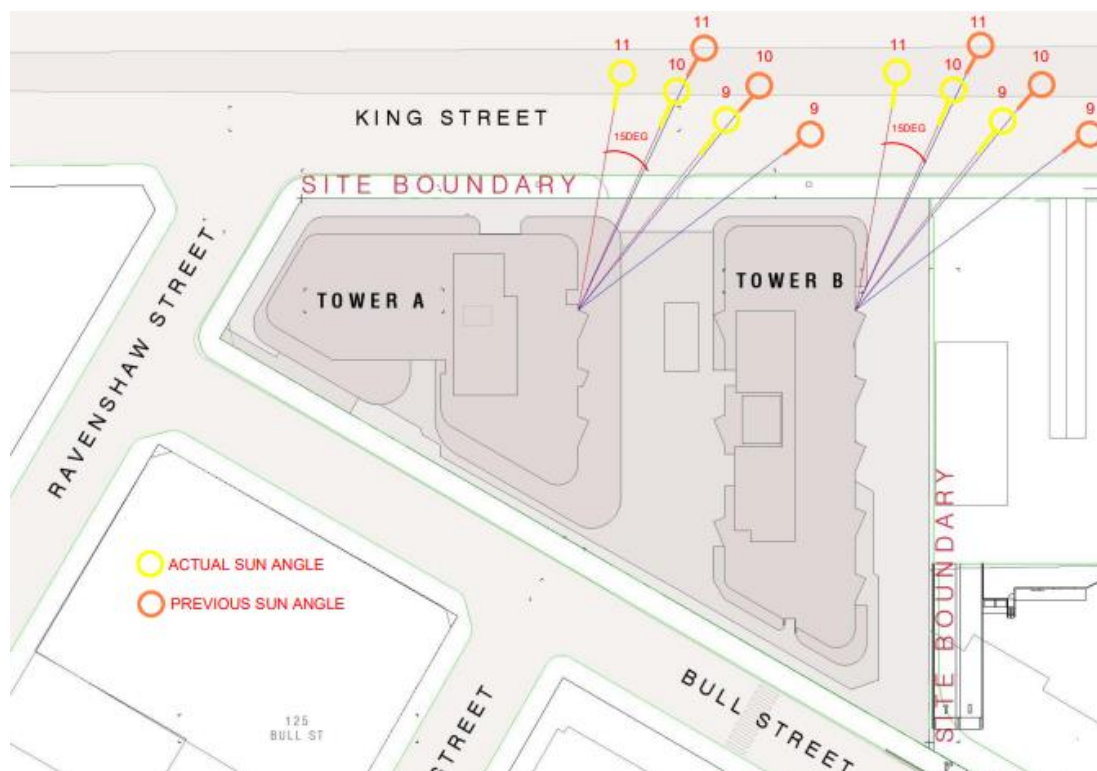 11
11
10
10
9
9
15DEG
11
11
10
10
9
9
15DEG
KING STREET
SITE BOUNDARY
RAVENSHAW STREET
TOWER A
TOWER B
SITE BOUNDARY
ACTUAL SUN ANGLE
PREVIOUS SUN ANGLE
125
BULL ST
STREET
BULL STREET